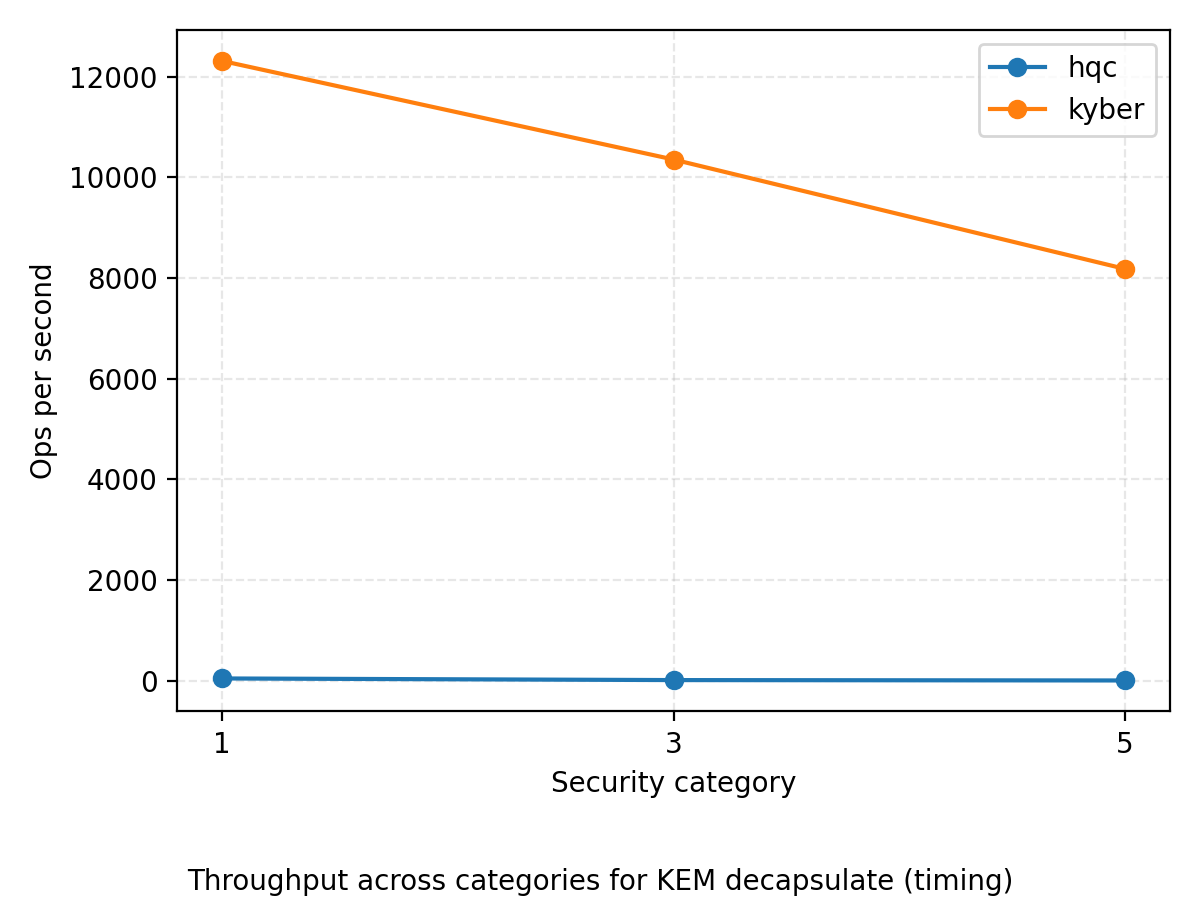 hqc
kyber
12000
10000
8000
6000
4000
2000
0
Ops per second
1 3 5
Security category
Throughput across categories for KEM decapsulate (timing)